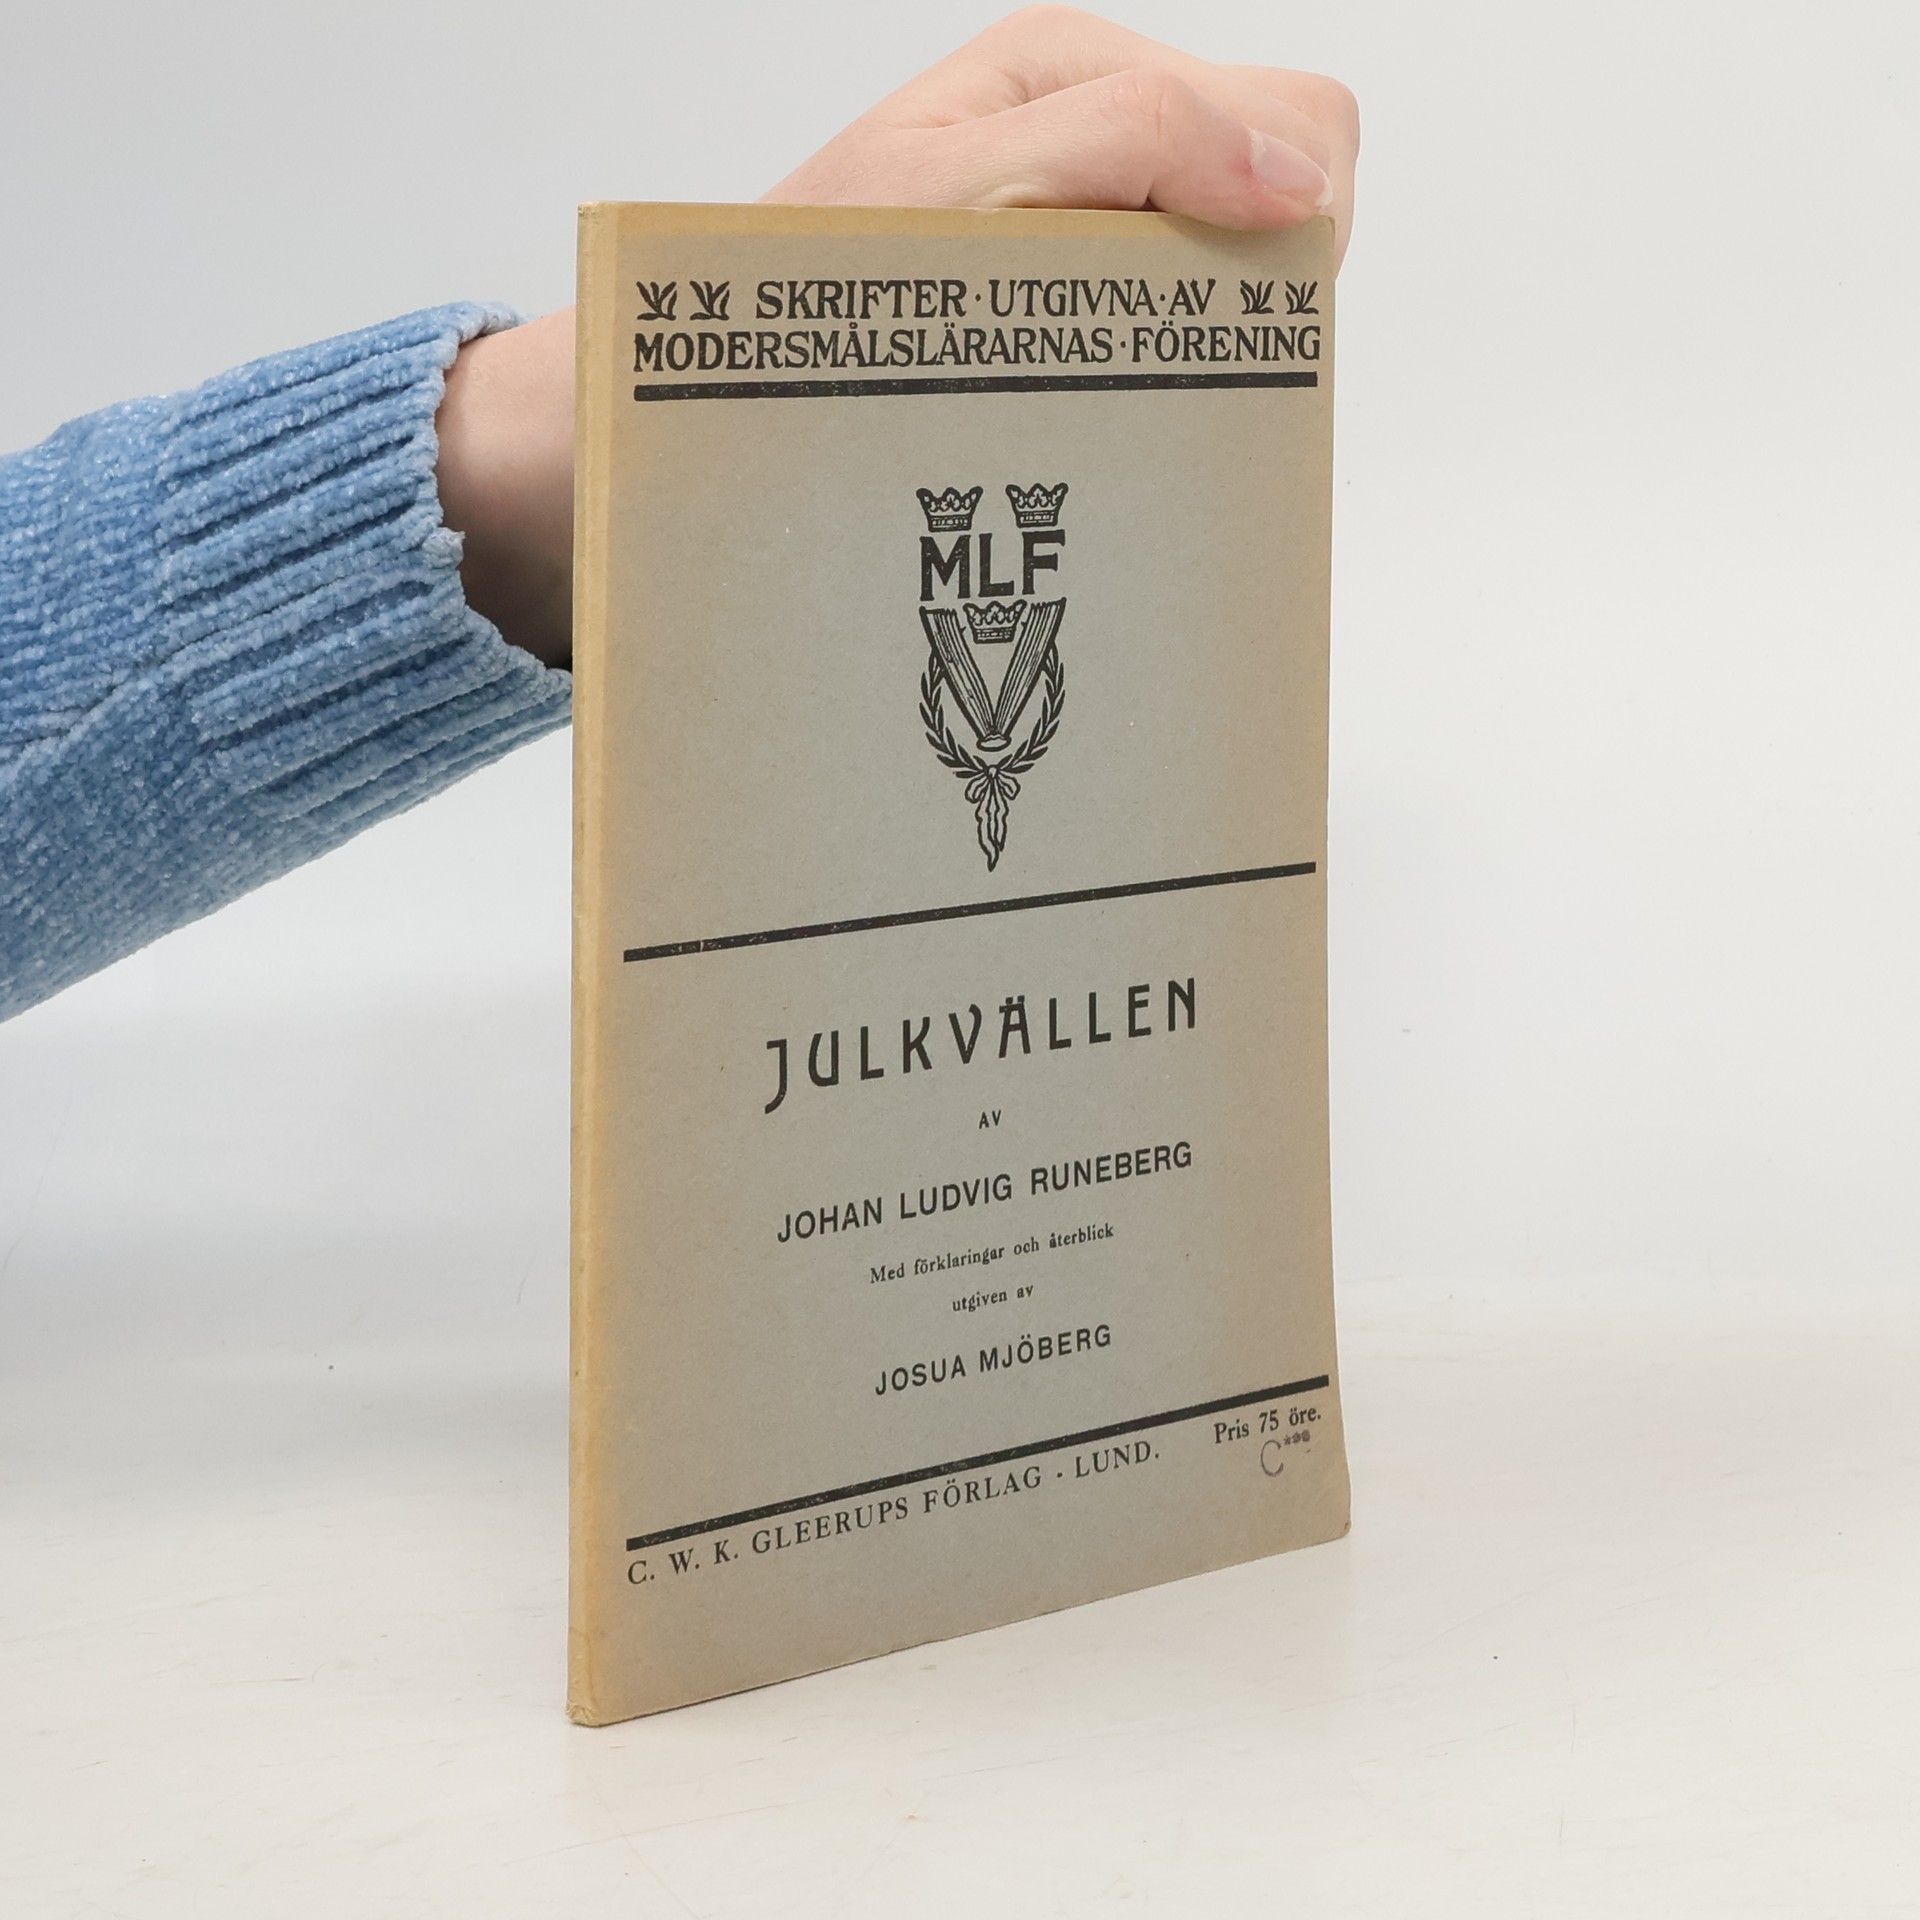 SKRIFTER · UTGIVNA · AV
MODERSMÅLSLÄRARNAS · FÖRENING
MLF
JULKVÄLLEN
AV
JOHAN LUDVIG RUNEBERG
Med förklaringar och återblick
utgiven av
JOSUA MJÖBERG
Pris 75 öre.
C. W. K. GLEERUPS FÖRLAG · LUND.